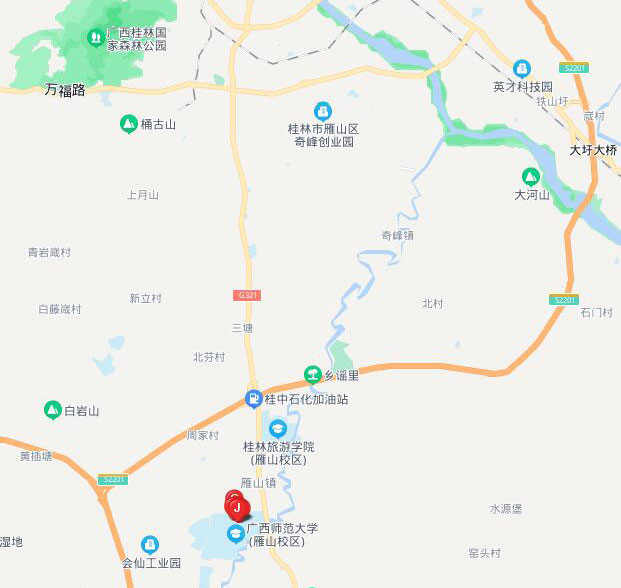 广西桂林国
家森林公园
万福路
S2201
英才科技园
铁山圩
崴村
桶古山
桂林市雁山区
奇峰创业园
大圩大桥
大河山
上月山
奇峰镇
青岩崴村
G321
新立村
白藤崴村
北村
S2201
石门村
三塘
北芬村
乡谣里
桂中石化加油站
白岩山
周家村
桂林旅游学院
(雁山校区)
黄插塘
S2201
雁山镇
J
水源堡
广西师范大学
(雁山校区)
湿地
会仙工业园
窑头村